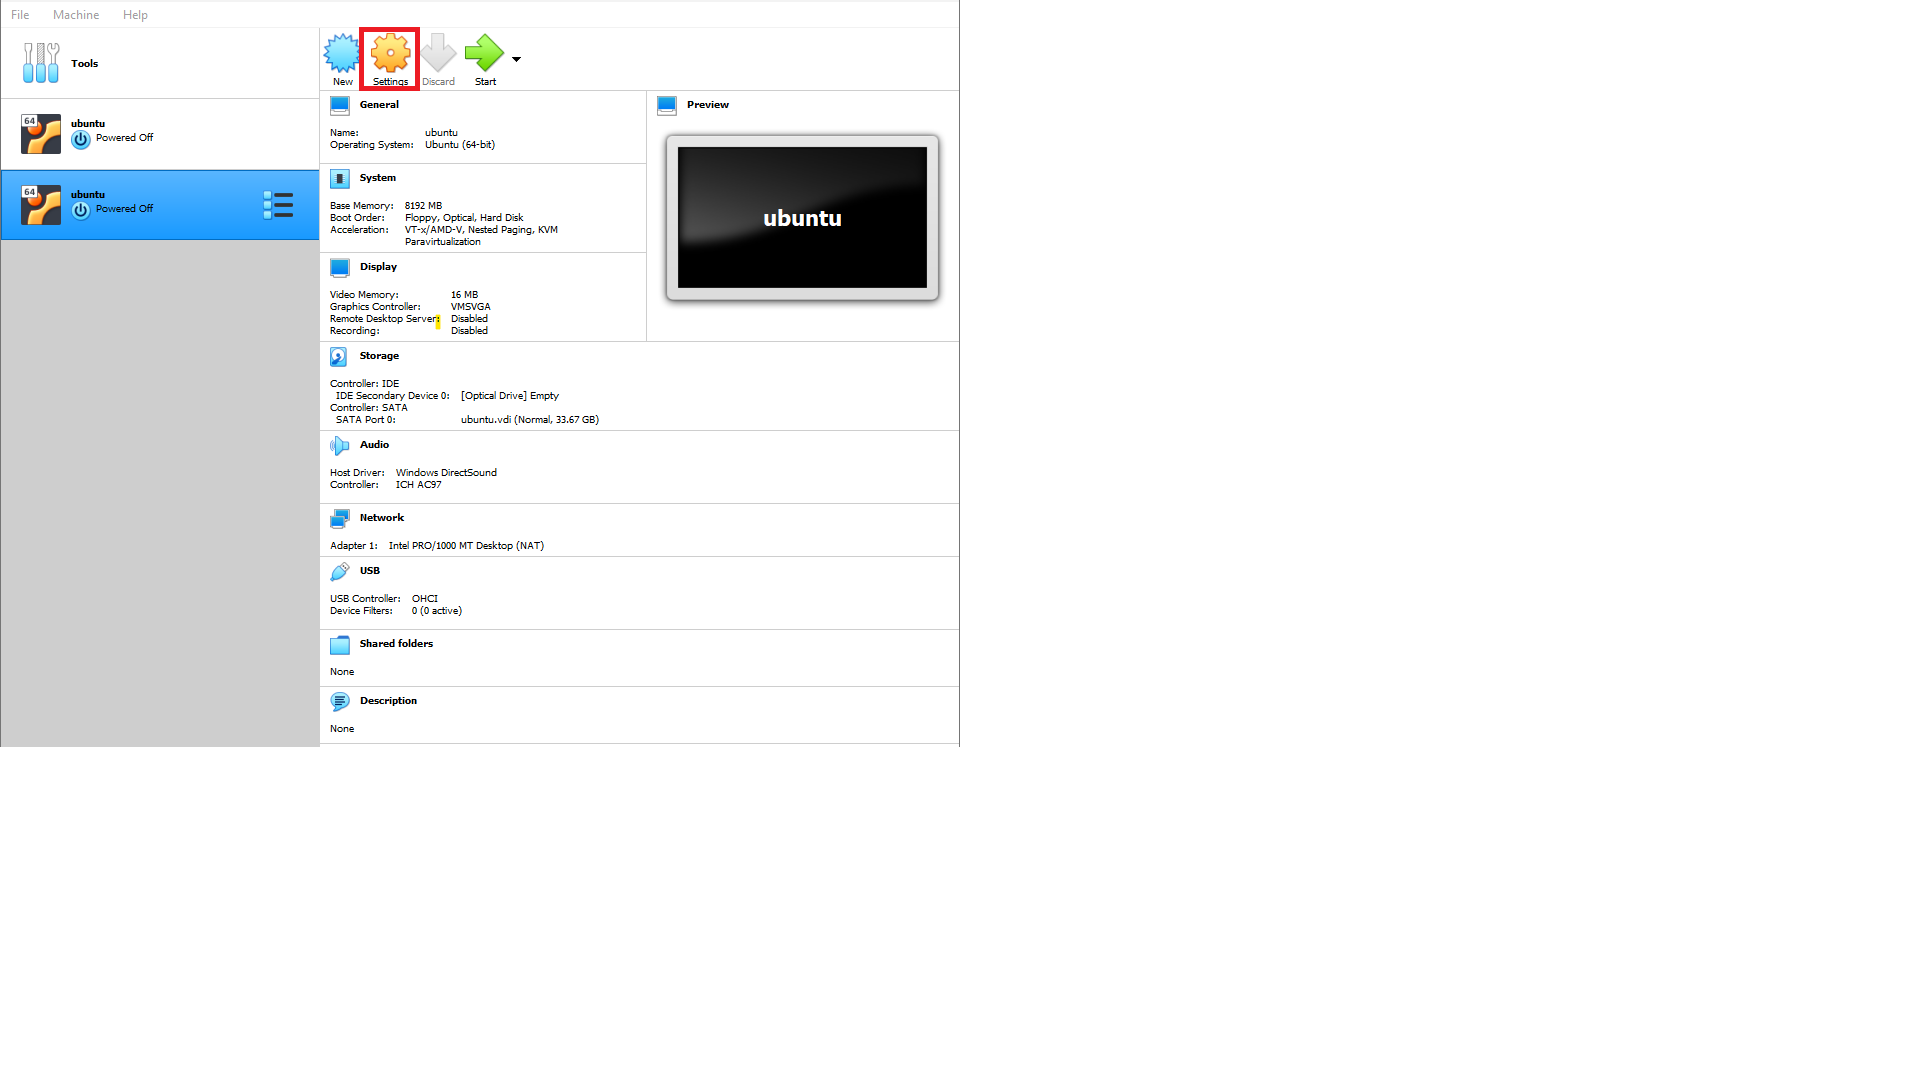 File Machine Help
Tools
New Settings Discard Start
64 ubuntu
Powered Off
64 ubuntu
Powered Off
General
Name: ubuntu
Operating System: Ubuntu (64-bit)
System
Base Memory: 8192 MB
Boot Order: Floppy, Optical, Hard Disk
Acceleration: VT-x/AMD-V, Nested Paging, KVM
Paravirtualization
Display
Video Memory: 16 MB
Graphics Controller: VMSVGA
Remote Desktop Server: Disabled
Recording: Disabled
Preview
ubuntu
Storage
Controller: IDE
IDE Secondary Device 0: [Optical Drive] Empty
Controller: SATA
SATA Port 0: ubuntu.vdi (Normal, 33.67 GB)
Audio
Host Driver: Windows DirectSound
Controller: ICH AC97
Network
Adapter 1: Intel PRO/1000 MT Desktop (NAT)
USB
USB Controller: OHCI
Device Filters: 0 (0 active)
Shared folders
None
Description
None